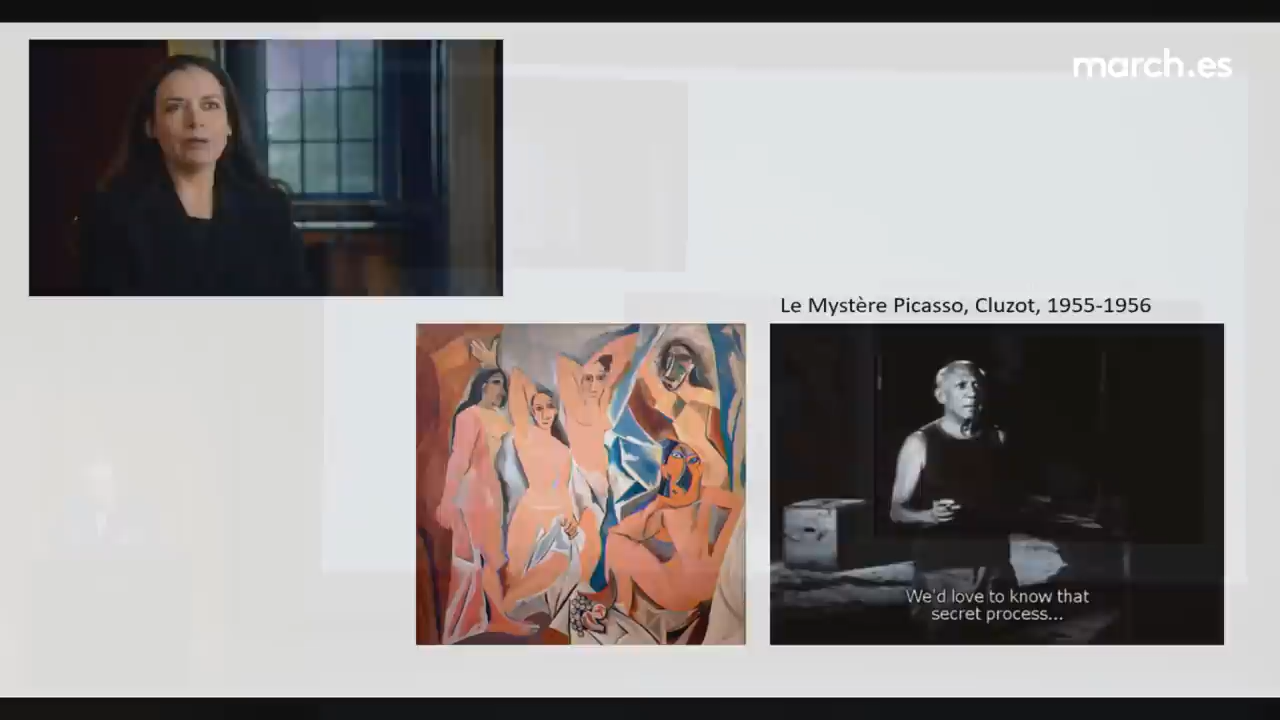 march.es
Le Mystère Picasso, Cluzot, 1955-1956
We'd love to know that
secret process...